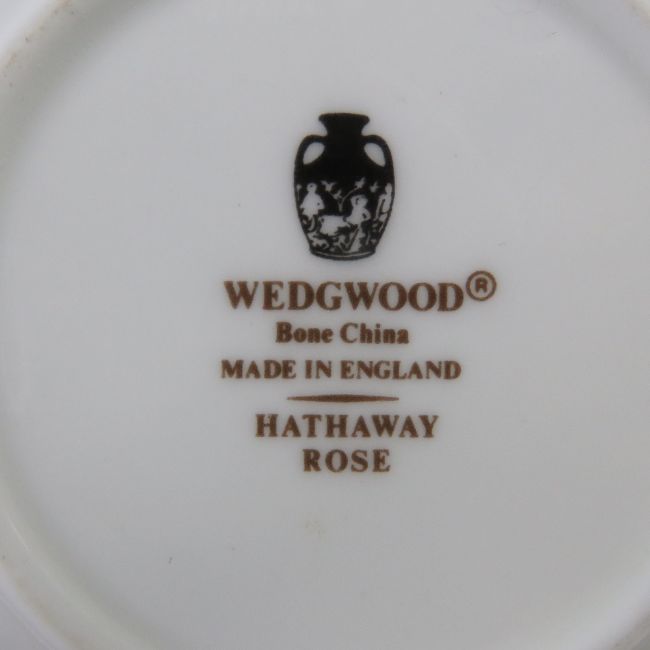 WEDGWOOD®
Bone China
MADE IN ENGLAND
HATHAWAY
ROSE